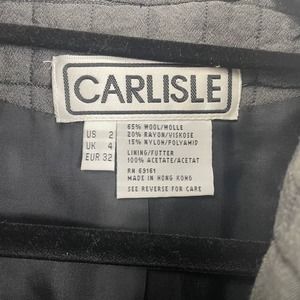 CARLISLE
US 2
UK 4
EUR 32
65% WOOL/WOLLE
20% RAYON/VISKOSE
15% NYLON/POLYAMID
LINING/FUTTER
100% ACETATE/ACETAT
RN 69161
MADE IN HONG KONG
SEE REVERSE FOR CARE